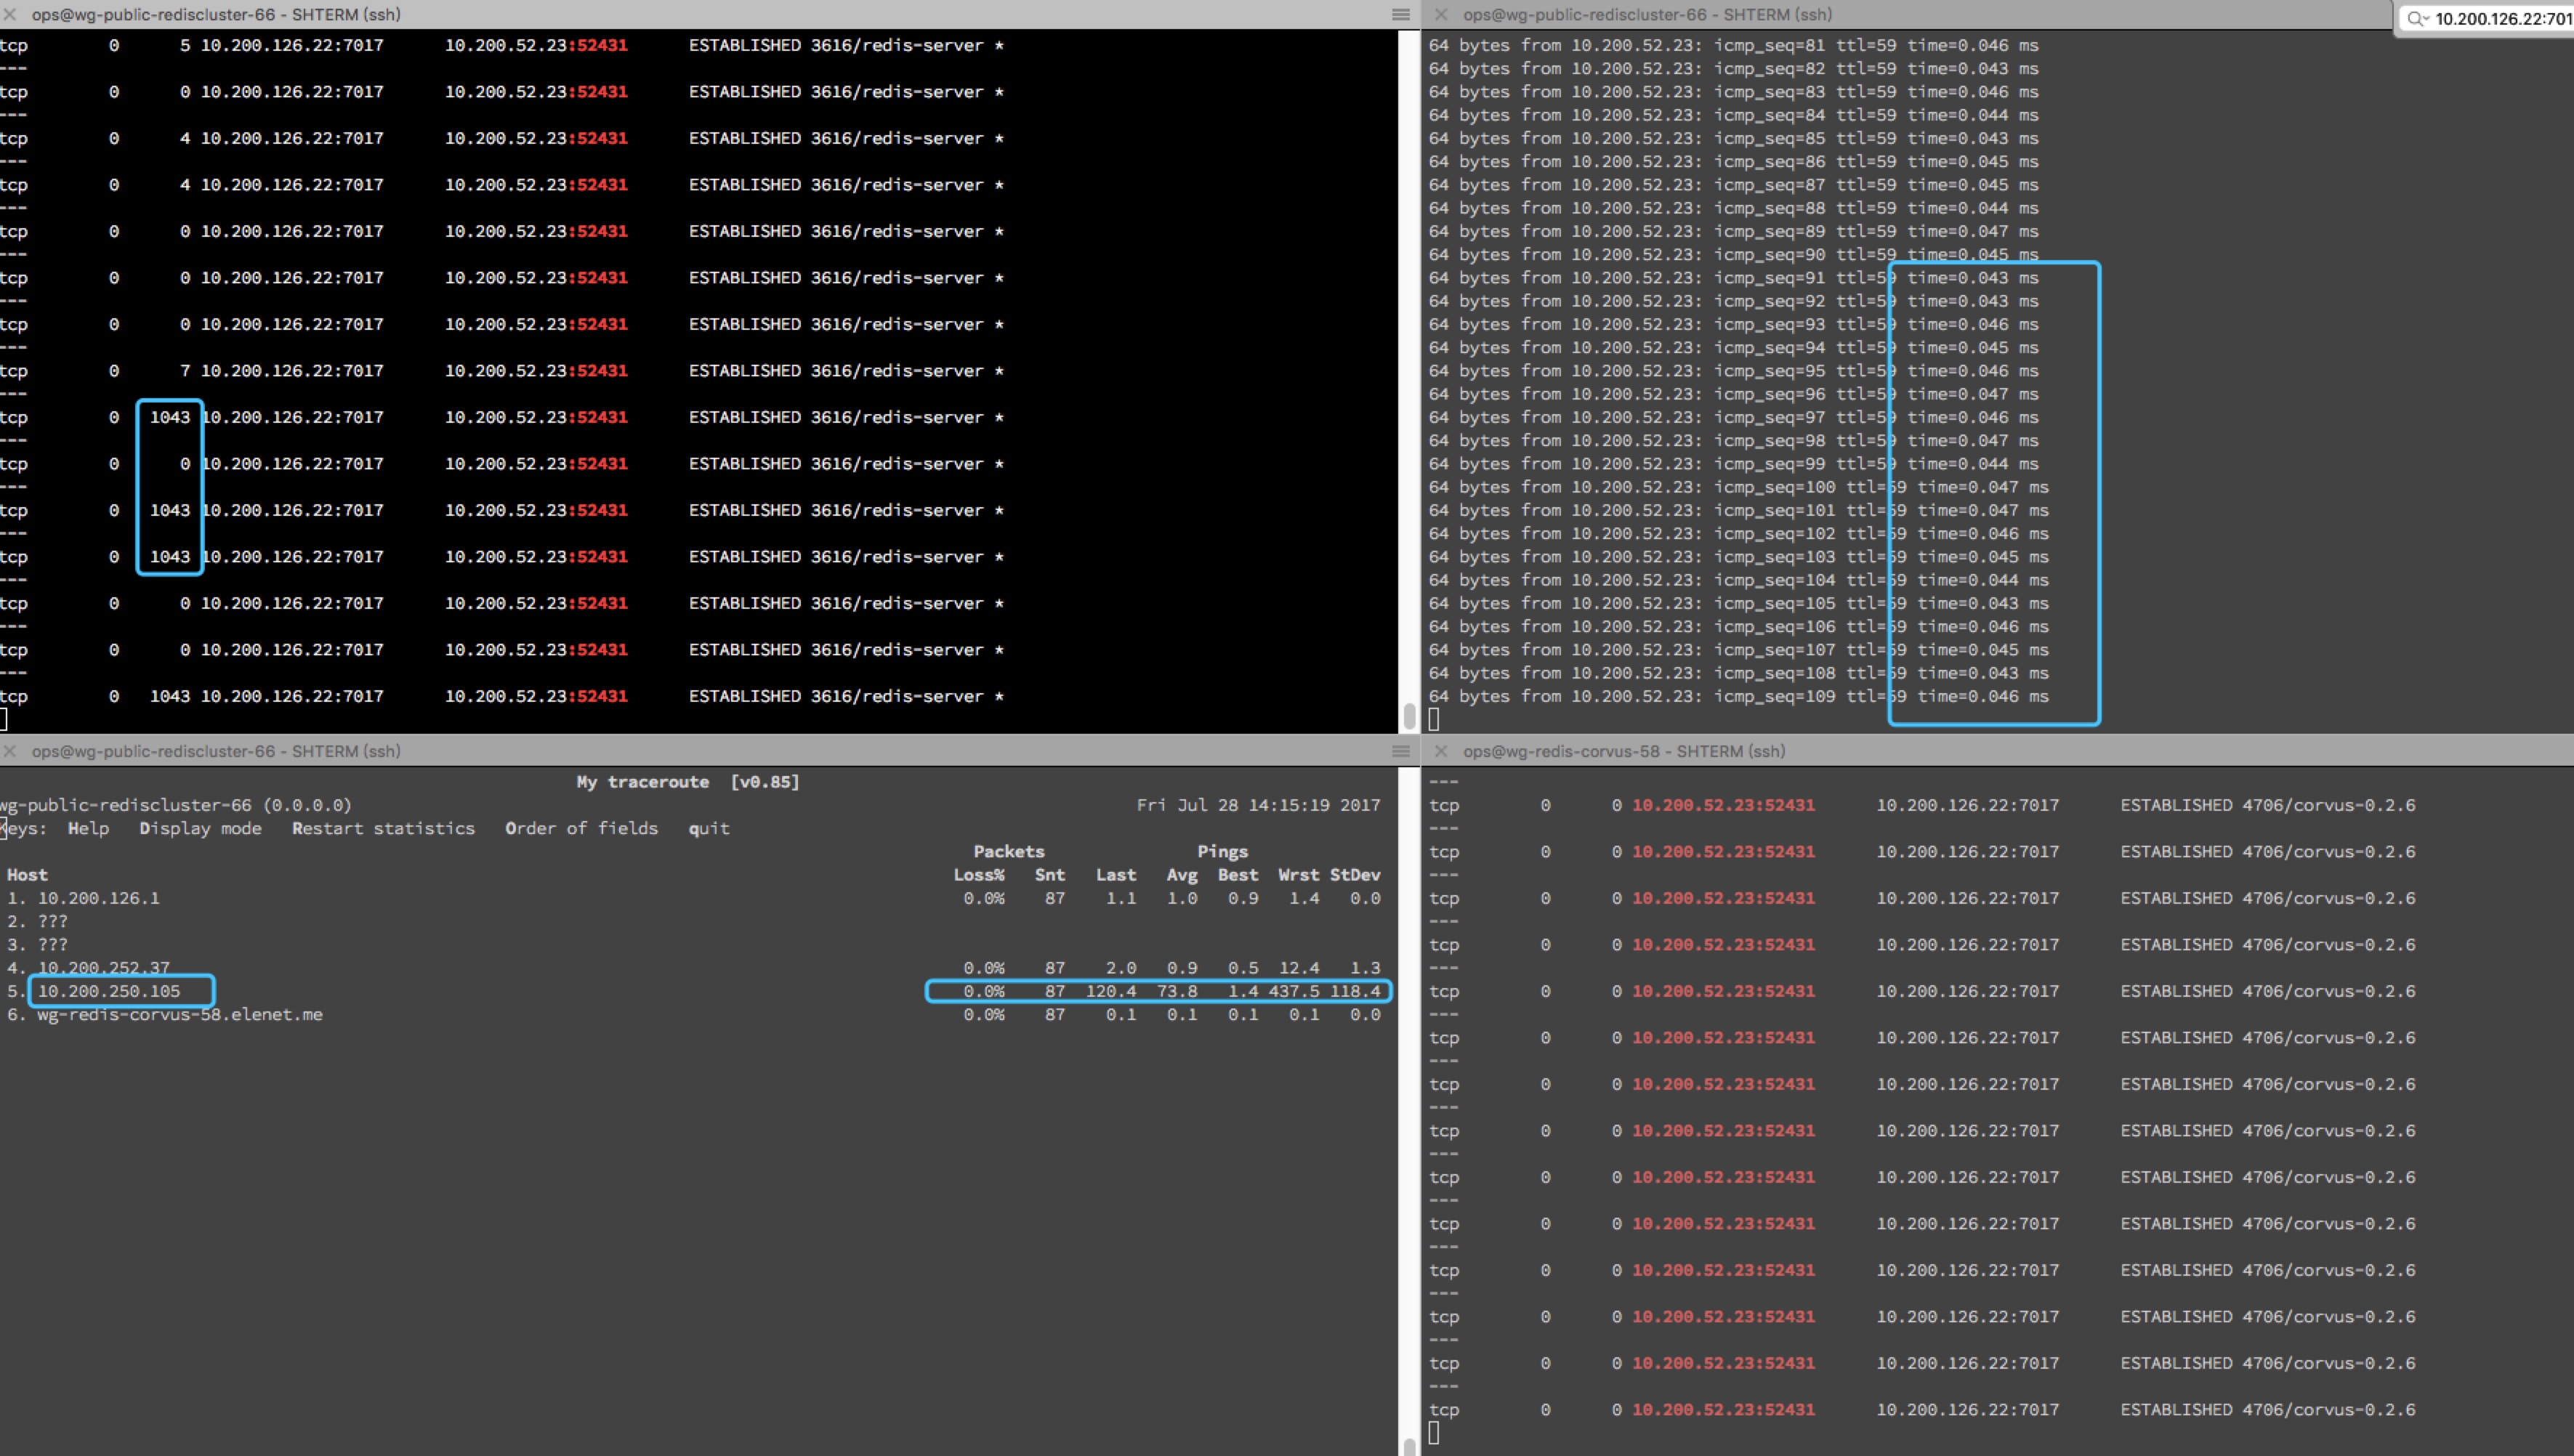 ops@wg-public-rediscluster-66 - SHTERM (ssh)
tcp 0 5 10.200.126.22:7017 10.200.52.23:52431 ESTABLISHED 3616/redis-server *
---
tcp 0 0 10.200.126.22:7017 10.200.52.23:52431 ESTABLISHED 3616/redis-server *
---
tcp 0 4 10.200.126.22:7017 10.200.52.23:52431 ESTABLISHED 3616/redis-server *
---
tcp 0 4 10.200.126.22:7017 10.200.52.23:52431 ESTABLISHED 3616/redis-server *
---
tcp 0 0 10.200.126.22:7017 10.200.52.23:52431 ESTABLISHED 3616/redis-server *
---
tcp 0 0 10.200.126.22:7017 10.200.52.23:52431 ESTABLISHED 3616/redis-server *
---
tcp 0 0 10.200.126.22:7017 10.200.52.23:52431 ESTABLISHED 3616/redis-server *
---
tcp 0 7 10.200.126.22:7017 10.200.52.23:52431 ESTABLISHED 3616/redis-server *
---
tcp 0 1043 10.200.126.22:7017 10.200.52.23:52431 ESTABLISHED 3616/redis-server *
---
tcp 0 0 10.200.126.22:7017 10.200.52.23:52431 ESTABLISHED 3616/redis-server *
---
tcp 0 1043 10.200.126.22:7017 10.200.52.23:52431 ESTABLISHED 3616/redis-server *
---
tcp 0 1043 10.200.126.22:7017 10.200.52.23:52431 ESTABLISHED 3616/redis-server *
---
tcp 0 0 10.200.126.22:7017 10.200.52.23:52431 ESTABLISHED 3616/redis-server *
---
tcp 0 0 10.200.126.22:7017 10.200.52.23:52431 ESTABLISHED 3616/redis-server *
---
tcp 0 1043 10.200.126.22:7017 10.200.52.23:52431 ESTABLISHED 3616/redis-server *
ops@wg-public-rediscluster-66 - SHTERM (ssh)
10.200.126.22:701
64 bytes from 10.200.52.23: icmp_seq=81 ttl=59 time=0.046 ms
64 bytes from 10.200.52.23: icmp_seq=82 ttl=59 time=0.043 ms
64 bytes from 10.200.52.23: icmp_seq=83 ttl=59 time=0.046 ms
64 bytes from 10.200.52.23: icmp_seq=84 ttl=59 time=0.044 ms
64 bytes from 10.200.52.23: icmp_seq=85 ttl=59 time=0.043 ms
64 bytes from 10.200.52.23: icmp_seq=86 ttl=59 time=0.045 ms
64 bytes from 10.200.52.23: icmp_seq=87 ttl=59 time=0.045 ms
64 bytes from 10.200.52.23: icmp_seq=88 ttl=59 time=0.044 ms
64 bytes from 10.200.52.23: icmp_seq=89 ttl=59 time=0.047 ms
64 bytes from 10.200.52.23: icmp_seq=90 ttl=59 time=0.045 ms
64 bytes from 10.200.52.23: icmp_seq=91 ttl=59 time=0.043 ms
64 bytes from 10.200.52.23: icmp_seq=92 ttl=59 time=0.043 ms
64 bytes from 10.200.52.23: icmp_seq=93 ttl=59 time=0.046 ms
64 bytes from 10.200.52.23: icmp_seq=94 ttl=59 time=0.045 ms
64 bytes from 10.200.52.23: icmp_seq=95 ttl=59 time=0.046 ms
64 bytes from 10.200.52.23: icmp_seq=96 ttl=59 time=0.047 ms
64 bytes from 10.200.52.23: icmp_seq=97 ttl=59 time=0.046 ms
64 bytes from 10.200.52.23: icmp_seq=98 ttl=59 time=0.047 ms
64 bytes from 10.200.52.23: icmp_seq=99 ttl=59 time=0.044 ms
64 bytes from 10.200.52.23: icmp_seq=100 ttl=59 time=0.047 ms
64 bytes from 10.200.52.23: icmp_seq=101 ttl=59 time=0.047 ms
64 bytes from 10.200.52.23: icmp_seq=102 ttl=59 time=0.046 ms
64 bytes from 10.200.52.23: icmp_seq=103 ttl=59 time=0.045 ms
64 bytes from 10.200.52.23: icmp_seq=104 ttl=59 time=0.044 ms
64 bytes from 10.200.52.23: icmp_seq=105 ttl=59 time=0.043 ms
64 bytes from 10.200.52.23: icmp_seq=106 ttl=59 time=0.046 ms
64 bytes from 10.200.52.23: icmp_seq=107 ttl=59 time=0.045 ms
64 bytes from 10.200.52.23: icmp_seq=108 ttl=59 time=0.043 ms
64 bytes from 10.200.52.23: icmp_seq=109 ttl=59 time=0.046 ms
ops@wg-public-rediscluster-66 - SHTERM (ssh)
My traceroute [v0.85]
wg-public-rediscluster-66 (0.0.0.0) Fri Jul 28 14:15:19 2017
Keys: Help Display mode Restart statistics Order of fields quit
Packets Pings
Host Loss% Snt Last Avg Best Wrst StDev
1. 10.200.126.1 0.0% 87 1.1 1.0 0.9 1.4 0.0
2. ???
3. ???
4. 10.200.252.37 0.0% 87 2.0 0.9 0.5 12.4 1.3
5. 10.200.250.105 0.0% 87 120.4 73.8 1.4 437.5 118.4
6. wg-redis-corvus-58.elenet.me 0.0% 87 0.1 0.1 0.1 0.1 0.0
ops@wg-redis-corvus-58 - SHTERM (ssh)
---
tcp 0 0 10.200.52.23:52431 10.200.126.22:7017 ESTABLISHED 4706/corvus-0.2.6
---
tcp 0 0 10.200.52.23:52431 10.200.126.22:7017 ESTABLISHED 4706/corvus-0.2.6
---
tcp 0 0 10.200.52.23:52431 10.200.126.22:7017 ESTABLISHED 4706/corvus-0.2.6
---
tcp 0 0 10.200.52.23:52431 10.200.126.22:7017 ESTABLISHED 4706/corvus-0.2.6
---
tcp 0 0 10.200.52.23:52431 10.200.126.22:7017 ESTABLISHED 4706/corvus-0.2.6
---
tcp 0 0 10.200.52.23:52431 10.200.126.22:7017 ESTABLISHED 4706/corvus-0.2.6
---
tcp 0 0 10.200.52.23:52431 10.200.126.22:7017 ESTABLISHED 4706/corvus-0.2.6
---
tcp 0 0 10.200.52.23:52431 10.200.126.22:7017 ESTABLISHED 4706/corvus-0.2.6
---
tcp 0 0 10.200.52.23:52431 10.200.126.22:7017 ESTABLISHED 4706/corvus-0.2.6
---
tcp 0 0 10.200.52.23:52431 10.200.126.22:7017 ESTABLISHED 4706/corvus-0.2.6
---
tcp 0 0 10.200.52.23:52431 10.200.126.22:7017 ESTABLISHED 4706/corvus-0.2.6
---
tcp 0 0 10.200.52.23:52431 10.200.126.22:7017 ESTABLISHED 4706/corvus-0.2.6
---
tcp 0 0 10.200.52.23:52431 10.200.126.22:7017 ESTABLISHED 4706/corvus-0.2.6
---
tcp 0 0 10.200.52.23:52431 10.200.126.22:7017 ESTABLISHED 4706/corvus-0.2.6